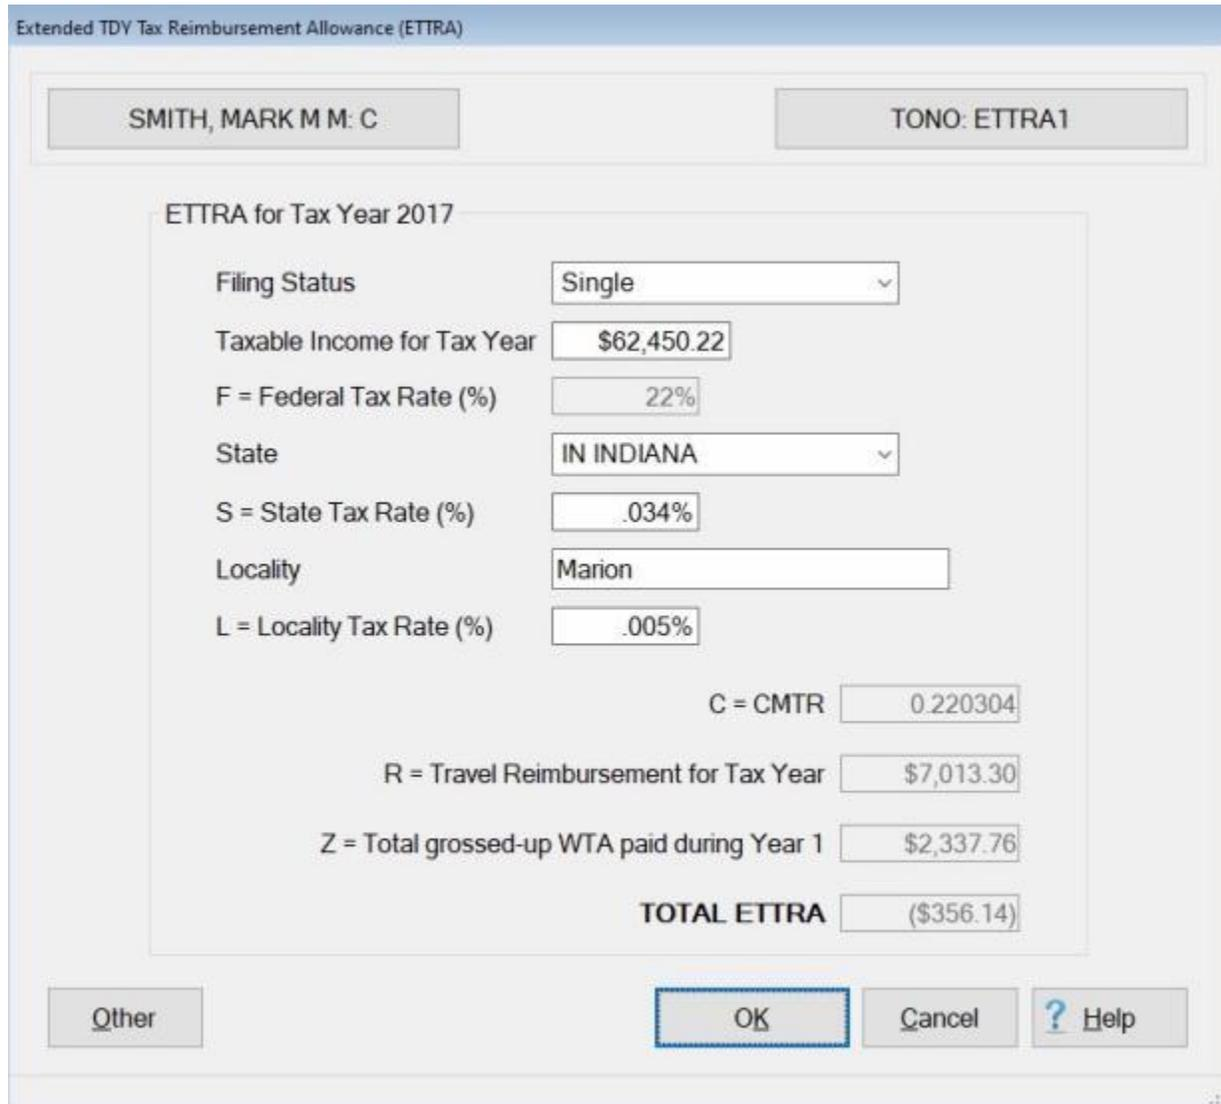 Extended TDY Tax Reimbursement Allowance (ETTRA)
SMITH, MARK M M: C TONO: ETTRA1
ETTRA for Tax Year 2017
Filing Status Single
Taxable Income for Tax Year $62,450.22
F = Federal Tax Rate (%) 22%
State IN INDIANA
S = State Tax Rate (%) .034%
Locality Marion
L = Locality Tax Rate (%) .005%
C = CMTR 0.220304
R = Travel Reimbursement for Tax Year $7,013.30
Z = Total grossed-up WTA paid during Year 1 $2,337.76
TOTAL ETTRA ($356.14)
Other OK Cancel ? Help